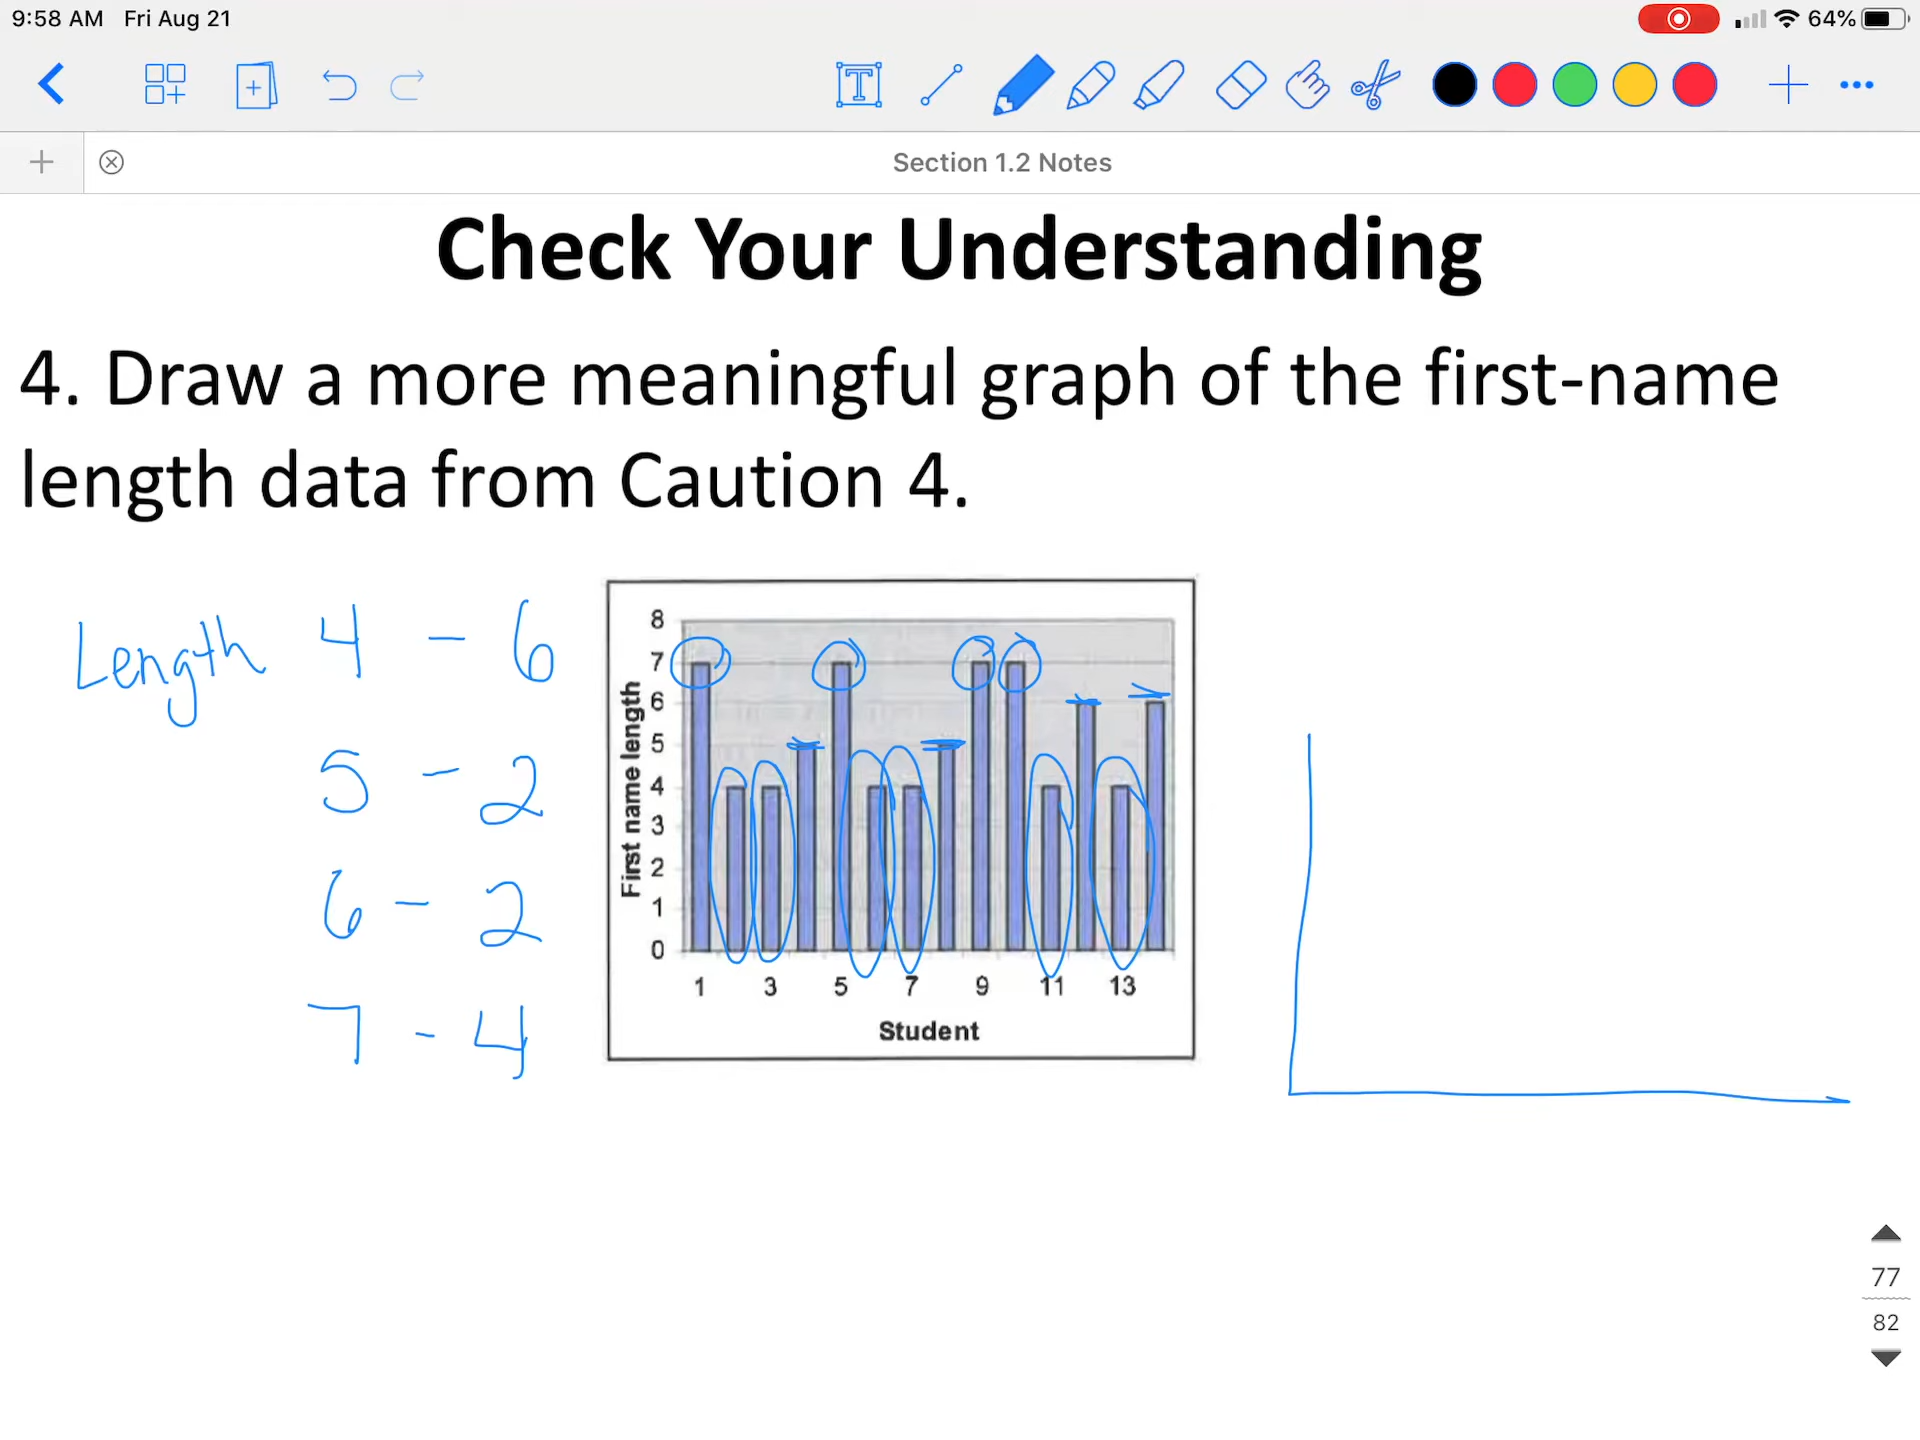 9:58 AM Fri Aug 21
64%
T
Section 1.2 Notes
Check Your Understanding
4. Draw a more meaningful graph of the first-name
length data from Caution 4.
Length 4 - 6
5 - 2
6 - 2
7 - 4
First name length
8
7
6
5
4
3
2
1
0
1 3 5 7 9 11 13
Student
77
82